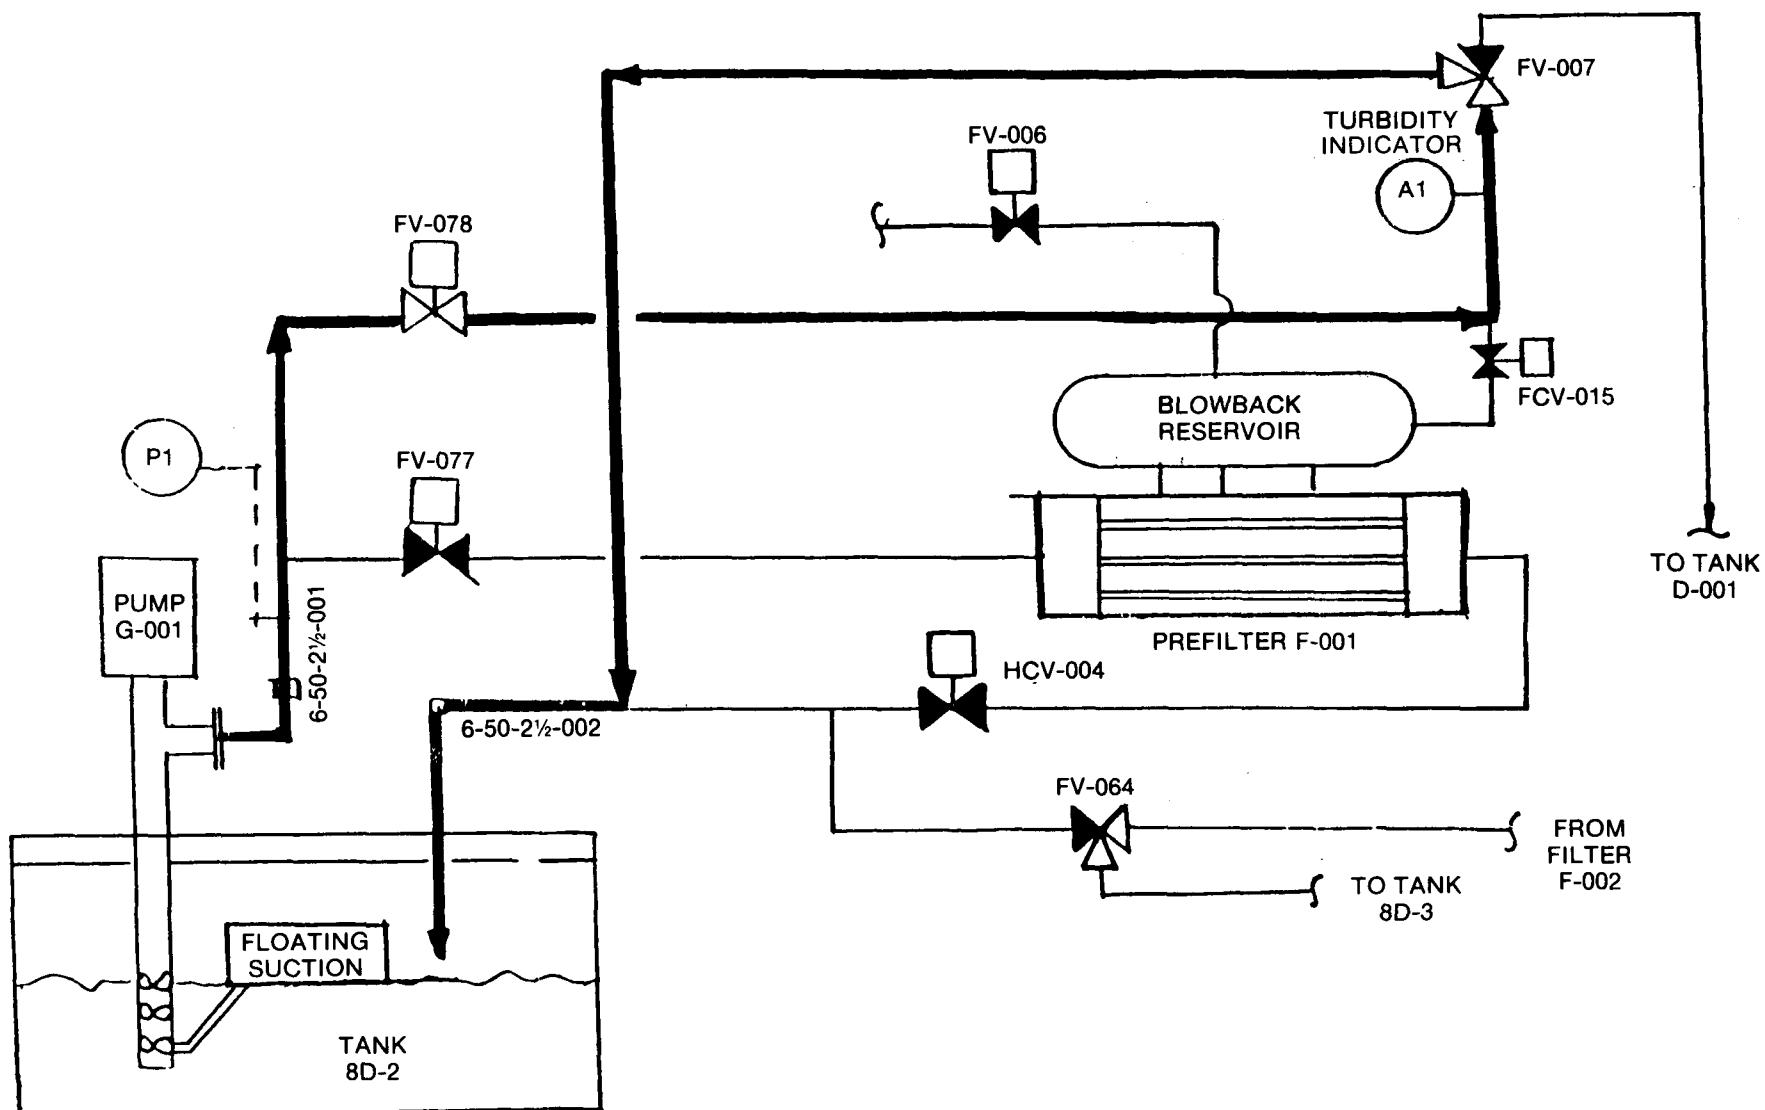 FV-007
TURBIDITY
INDICATOR
A1
FV-006
FV-078
FCV-015
BLOWBACK
RESERVOIR
P1
FV-077
TO TANK
D-001
PUMP
G-001
6-50-2½-001
PREFILTER F-001
HCV-004
6-50-2½-002
FV-064
FROM
FILTER
F-002
TO TANK
8D-3
FLOATING
SUCTION
TANK
8D-2